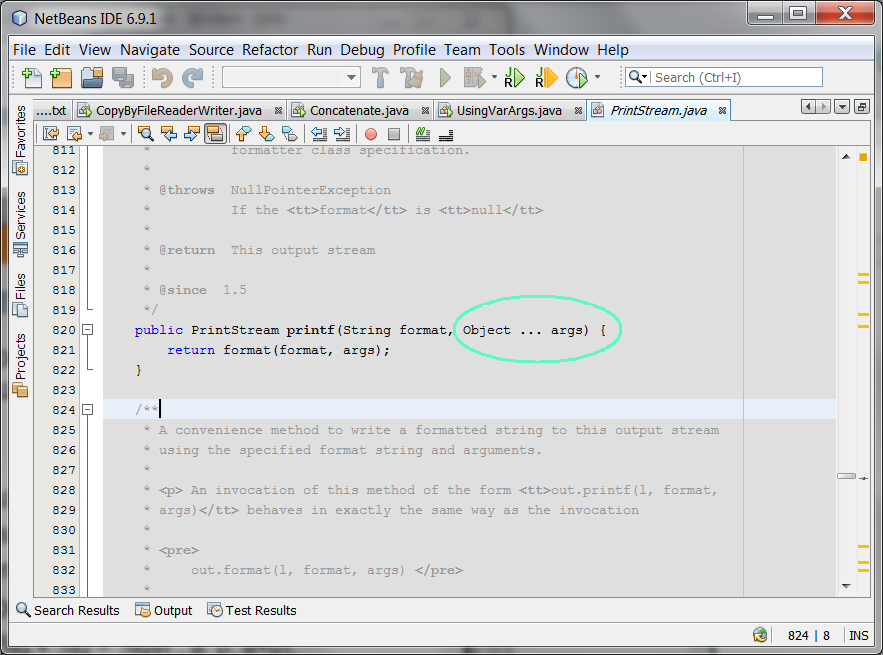 NetBeans IDE 6.9.1
File Edit View Navigate Source Refactor Run Debug Profile Team Tools Window Help
Search (Ctrl+I)
....txt CopyByFileReaderWriter.java Concatenate.java UsingVarArgs.java PrintStream.java
Favorites
Services
Files
Projects
811 * formatter class specification.
812 *
813 * @throws NullPointerException
814 * If the <tt>format</tt> is <tt>null</tt>
815 *
816 * @return This output stream
817 *
818 * @since 1.5
819 */
820 public PrintStream printf(String format, Object ... args) {
821 return format(format, args);
822 }
823
824 /**
825 * A convenience method to write a formatted string to this output stream
826 * using the specified format string and arguments.
827 *
828 * <p> An invocation of this method of the form <tt>out.printf(l, format,
829 * args)</tt> behaves in exactly the same way as the invocation
830 *
831 * <pre>
832 * out.format(l, format, args) </pre>
833 *
Search Results Output Test Results
824 | 8 INS